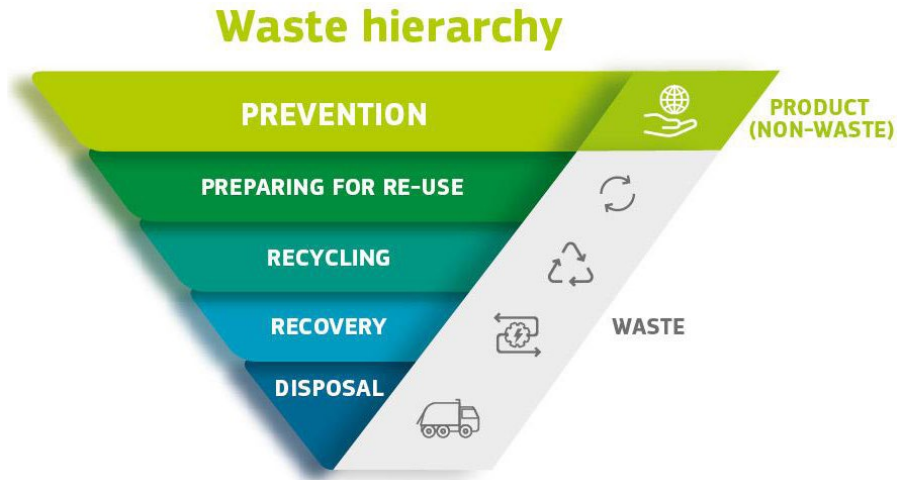 Waste hierarchy
PREVENTION
PRODUCT
(NON-WASTE)
PREPARING FOR RE-USE
RECYCLING
RECOVERY
WASTE
DISPOSAL